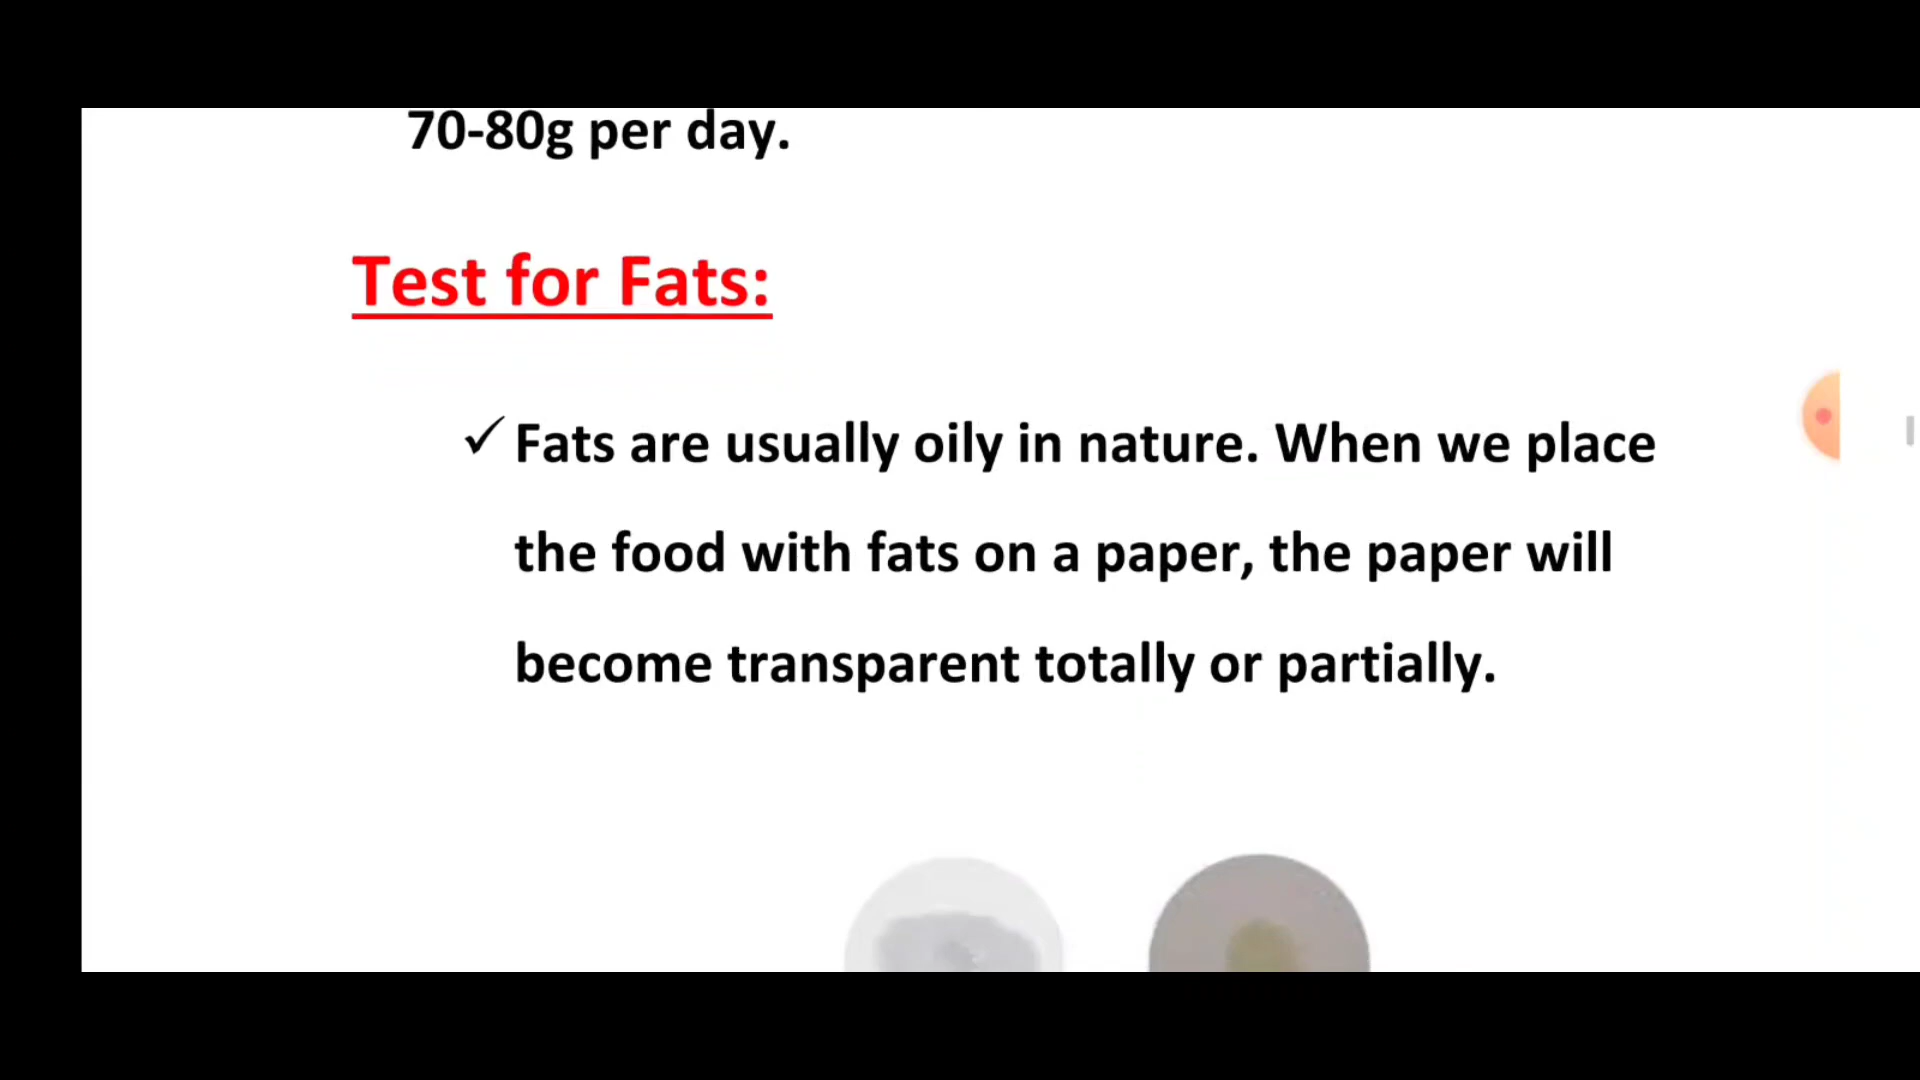 70-80g per day.
Test for Fats:
✓ Fats are usually oily in nature. When we place
the food with fats on a paper, the paper will
become transparent totally or partially.